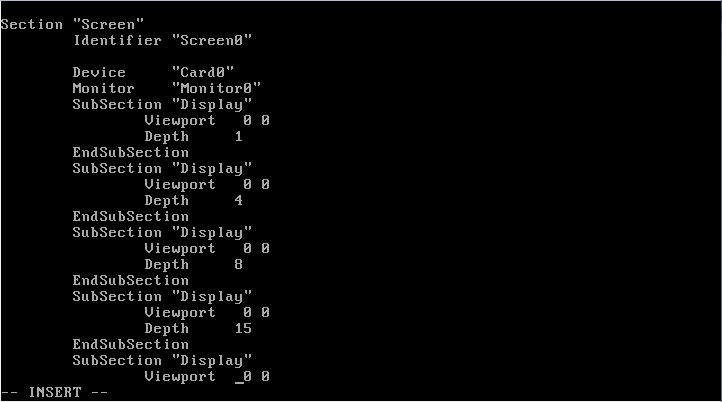 Section "Screen"
        Identifier "Screen0"

        Device     "Card0"
        Monitor    "Monitor0"
        SubSection "Display"
                Viewport   0 0
                Depth     1
        EndSubSection
        SubSection "Display"
                Viewport   0 0
                Depth     4
        EndSubSection
        SubSection "Display"
                Viewport   0 0
                Depth     8
        EndSubSection
        SubSection "Display"
                Viewport   0 0
                Depth     15
        EndSubSection
        SubSection "Display"
                Viewport  _0 0
-- INSERT --